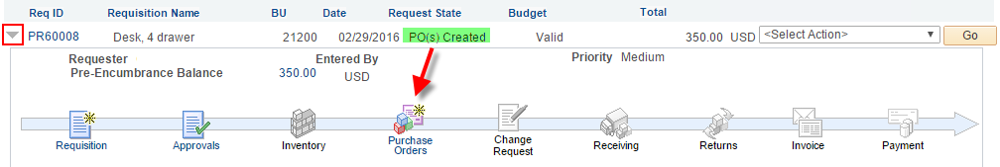 Req ID Requisition Name BU Date Request State Budget Total
PR60008 Desk, 4 drawer 21200 02/29/2016 PO(s) Created Valid 350.00 USD <Select Action> Go
Requester Entered By Priority Medium
Pre-Encumbrance Balance 350.00 USD
Requisition Approvals Inventory Purchase Orders Change Request Receiving Returns Invoice Payment